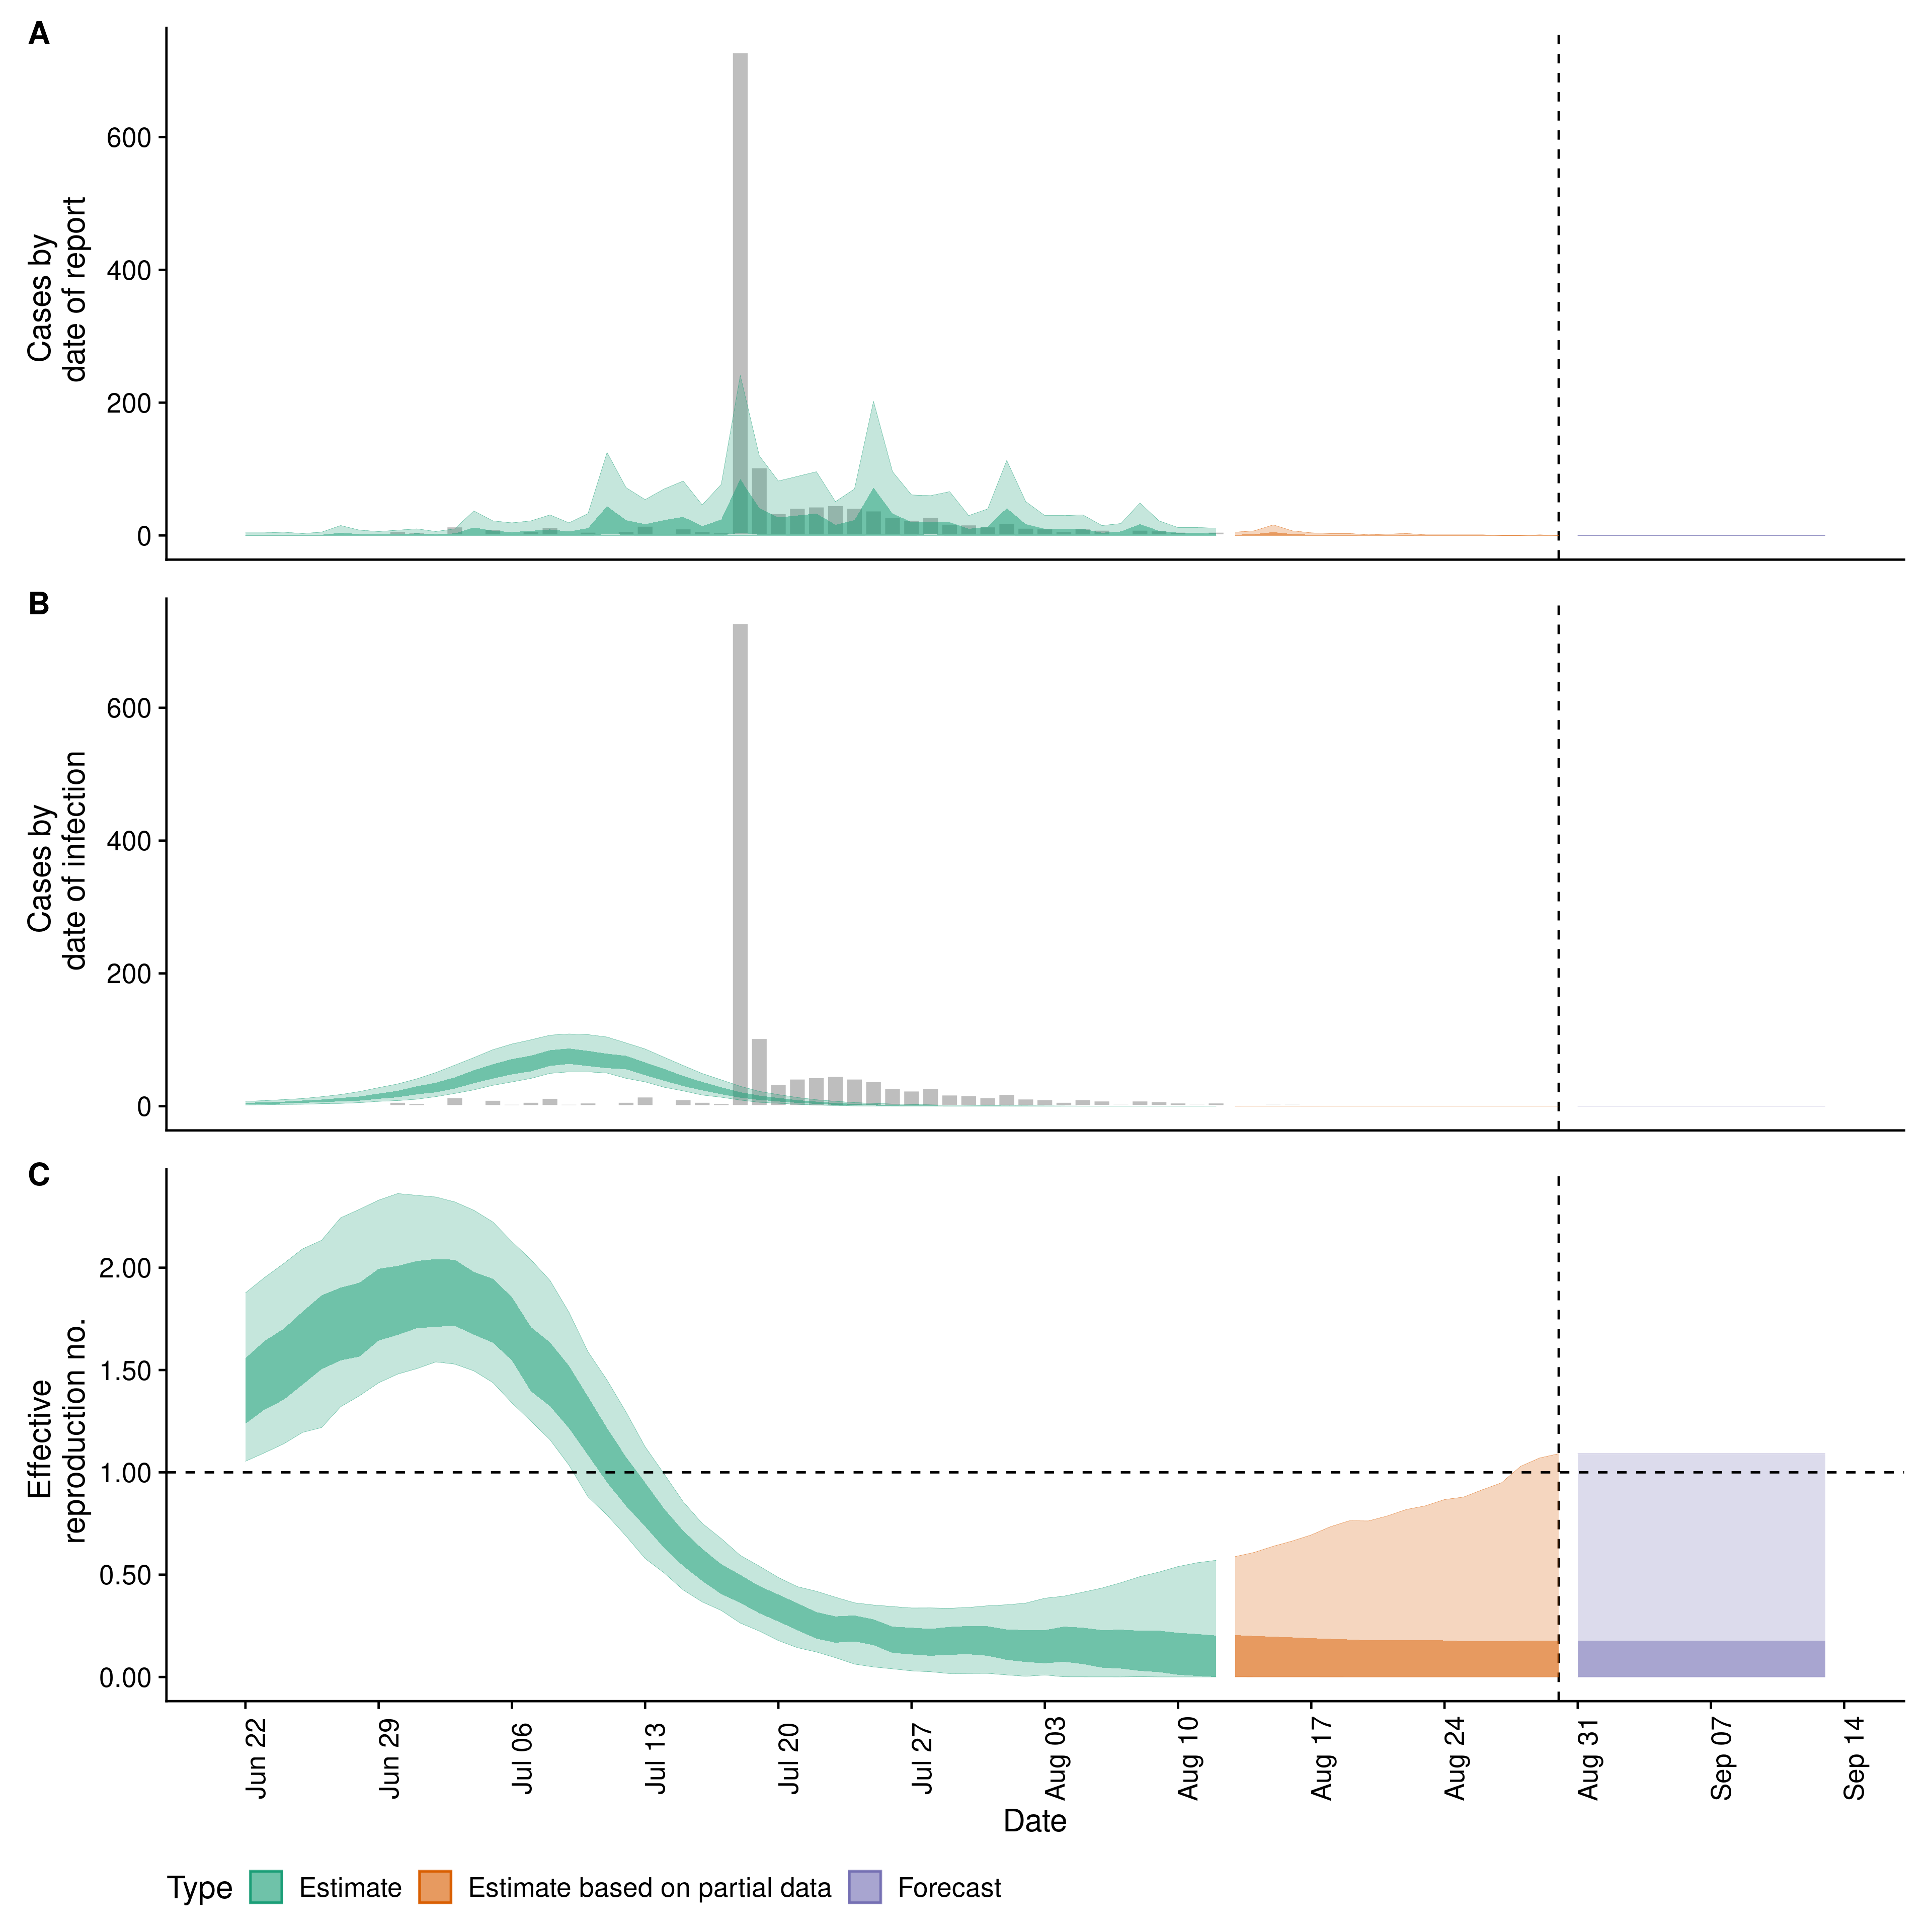 A
Cases by
date of report
600
400
200
0
B
Cases by
date of infection
600
400
200
0
C
Effective
reproduction no.
2.00
1.50
1.00
0.50
0.00
Jun 22
Jun 29
Jul 06
Jul 13
Jul 20
Jul 27
Aug 03
Aug 10
Aug 17
Aug 24
Aug 31
Sep 07
Sep 14
Date
Type Estimate Estimate based on partial data Forecast